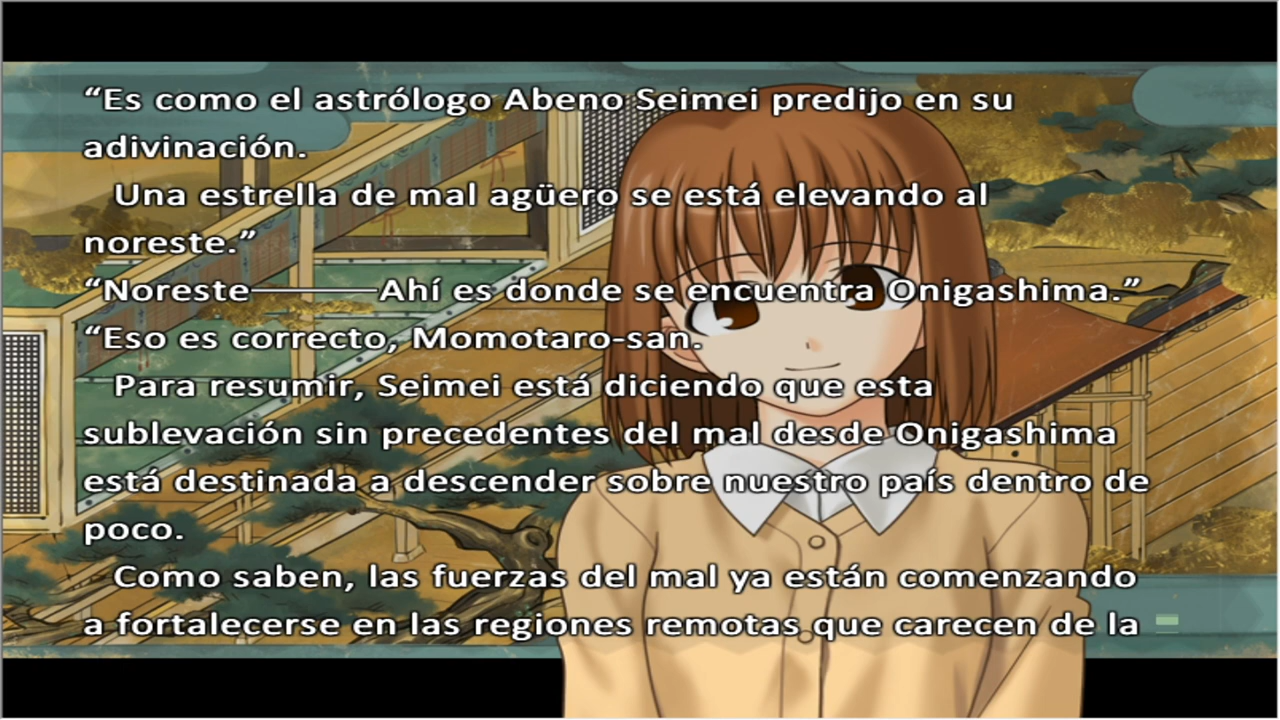 “Es como el astrólogo Abeno Seimei predijo en su
adivinación.
Una estrella de mal agüero se está elevando al
noreste.”
“Noreste————Ahí es donde se encuentra Onigashima.”
“Eso es correcto, Momotaro-san.
Para resumir, Seimei está diciendo que esta
sublevación sin precedentes del mal desde Onigashima
está destinada a descender sobre nuestro país dentro de
poco.
Como saben, las fuerzas del mal ya están comenzando
a fortalecerse en las regiones remotas que carecen de la